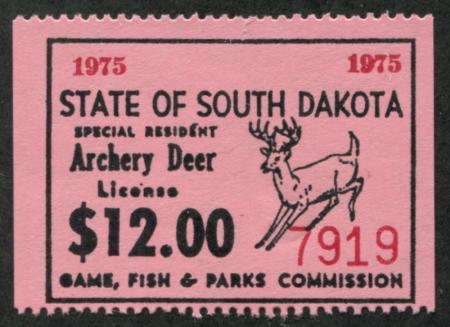 1975 1975
STATE OF SOUTH DAKOTA
SPECIAL RESIDENT
Archery Deer
License
$12.00
7919
GAME, FISH & PARKS COMMISSION